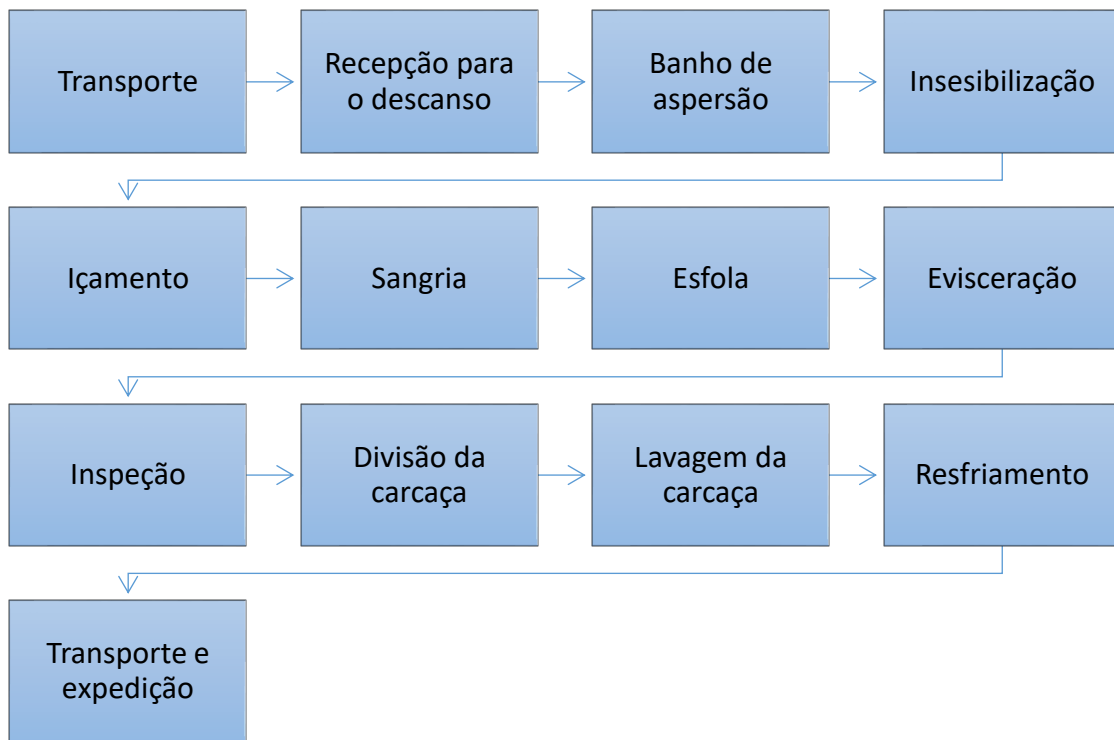 Transporte
Recepção para
o descanso
Banho de
aspersão
Insesibilização
Içamento
Sangria
Esfola
Evisceração
Inspeção
Divisão da
carcaça
Lavagem da
carcaça
Resfriamento
Transporte e
expedição